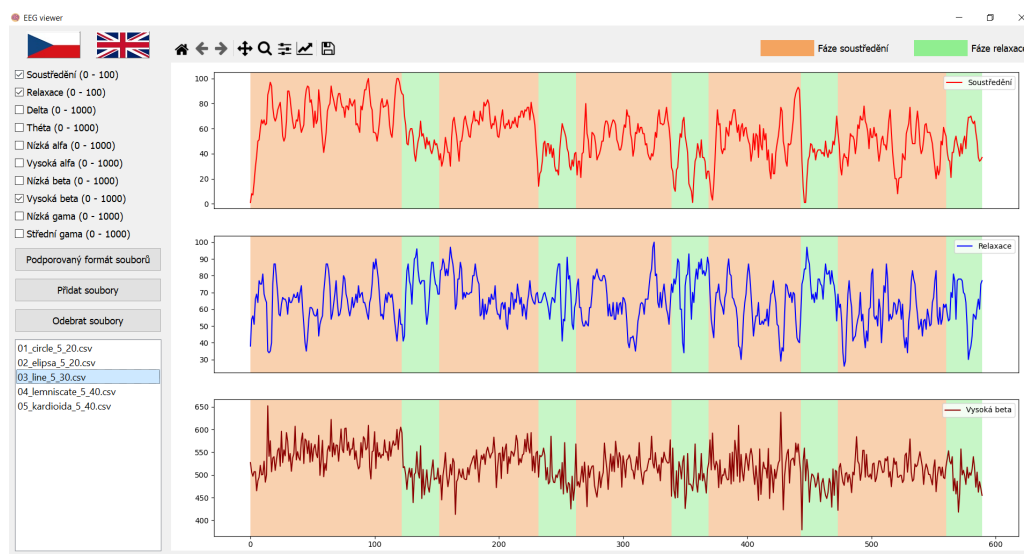 EEG viewer
Fáze soustředění
Fáze relaxace
Soustředění (0 - 100)
Relaxace (0 - 100)
Delta (0 - 1000)
Théta (0 - 1000)
Nízká alfa (0 - 1000)
Vysoká alfa (0 - 1000)
Nízká beta (0 - 1000)
Vysoká beta (0 - 1000)
Nízká gama (0 - 1000)
Střední gama (0 - 1000)
Podporovaný formát souborů
Přidat soubory
Odebrat soubory
01_circle_5_20.csv
02_elipsa_5_20.csv
03_line_5_30.csv
04_lemniscate_5_40.csv
05_kardioida_5_40.csv
Soustředění
100
80
60
40
20
0
Relaxace
100
90
80
70
60
50
40
30
Vysoká beta
650
600
550
500
450
400
0 100 200 300 400 500 600